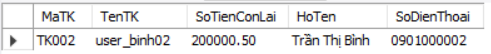 MaTK TenTK SoTienConLai HoTen SoDienThoai
TK002 user_binh02 200000.50 Trần Thị Bình 0901000002